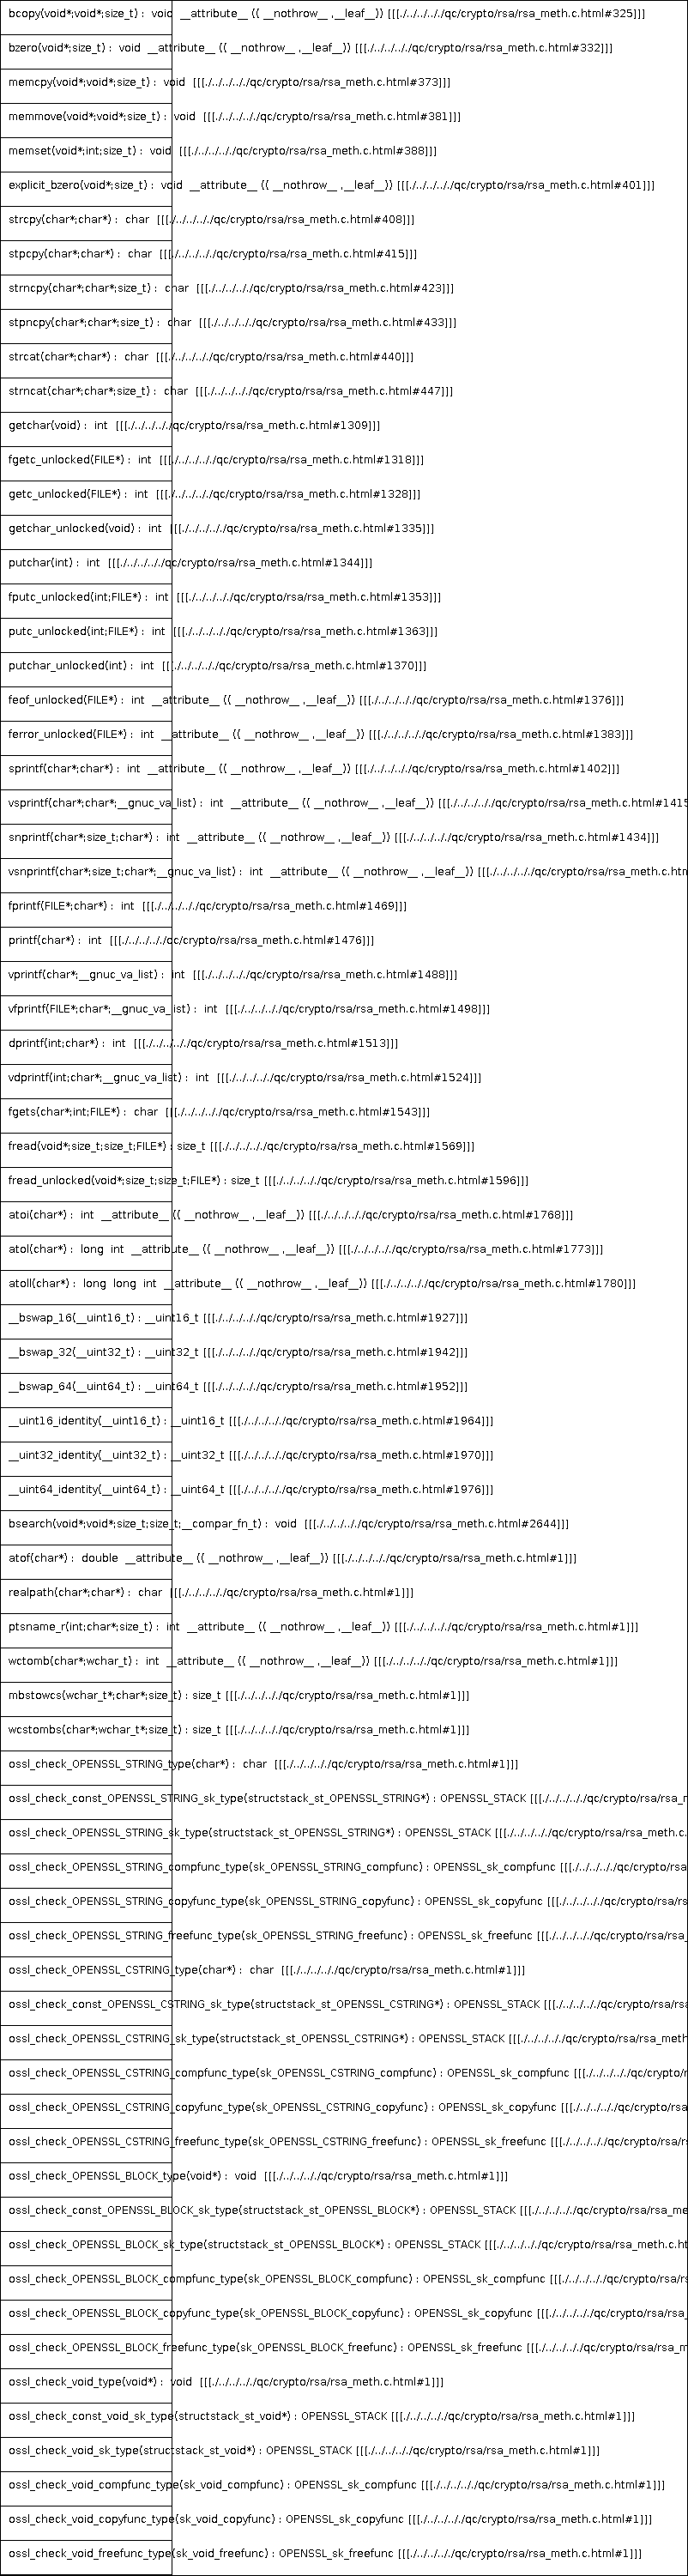 bcopy(void*;void*;size_t) : void __attribute__ (( __nothrow__ ,__leaf__)) [[[./../../../qc/crypto/rsa/rsa_meth.c.html#325]]]
bzero(void*;size_t) : void __attribute__ (( __nothrow__ ,__leaf__)) [[[./../../../qc/crypto/rsa/rsa_meth.c.html#332]]]
memcpy(void*;void*;size_t) : void [[[./../../../qc/crypto/rsa/rsa_meth.c.html#373]]]
memmove(void*;void*;size_t) : void [[[./../../../qc/crypto/rsa/rsa_meth.c.html#381]]]
memset(void*;int;size_t) : void [[[./../../../qc/crypto/rsa/rsa_meth.c.html#388]]]
explicit_bzero(void*;size_t) : void __attribute__ (( __nothrow__ ,__leaf__)) [[[./../../../qc/crypto/rsa/rsa_meth.c.html#401]]]
strcpy(char*;char*) : char [[[./../../../qc/crypto/rsa/rsa_meth.c.html#408]]]
stpcpy(char*;char*) : char [[[./../../../qc/crypto/rsa/rsa_meth.c.html#415]]]
strncpy(char*;char*;size_t) : char [[[./../../../qc/crypto/rsa/rsa_meth.c.html#423]]]
stpncpy(char*;char*;size_t) : char [[[./../../../qc/crypto/rsa/rsa_meth.c.html#433]]]
strcat(char*;char*) : char [[[./../../../qc/crypto/rsa/rsa_meth.c.html#440]]]
strncat(char*;char*;size_t) : char [[[./../../../qc/crypto/rsa/rsa_meth.c.html#447]]]
getchar(void) : int [[[./../../../qc/crypto/rsa/rsa_meth.c.html#1309]]]
fgetc_unlocked(FILE*) : int [[[./../../../qc/crypto/rsa/rsa_meth.c.html#1318]]]
getc_unlocked(FILE*) : int [[[./../../../qc/crypto/rsa/rsa_meth.c.html#1328]]]
getchar_unlocked(void) : int [[[./../../../qc/crypto/rsa/rsa_meth.c.html#1335]]]
putchar(int) : int [[[./../../../qc/crypto/rsa/rsa_meth.c.html#1344]]]
fputc_unlocked(int;FILE*) : int [[[./../../../qc/crypto/rsa/rsa_meth.c.html#1353]]]
putc_unlocked(int;FILE*) : int [[[./../../../qc/crypto/rsa/rsa_meth.c.html#1363]]]
putchar_unlocked(int) : int [[[./../../../qc/crypto/rsa/rsa_meth.c.html#1370]]]
feof_unlocked(FILE*) : int __attribute__ (( __nothrow__ ,__leaf__)) [[[./../../../qc/crypto/rsa/rsa_meth.c.html#1376]]]
ferror_unlocked(FILE*) : int __attribute__ (( __nothrow__ ,__leaf__)) [[[./../../../qc/crypto/rsa/rsa_meth.c.html#1383]]]
sprintf(char*;char*) : int __attribute__ (( __nothrow__ ,__leaf__)) [[[./../../../qc/crypto/rsa/rsa_meth.c.html#1402]]]
vsprintf(char*;char*;__gnuc_va_list) : int __attribute__ (( __nothrow__ ,__leaf__)) [[[./../../../qc/crypto/rsa/rsa_meth.c.html#1415
snprintf(char*;size_t;char*) : int __attribute__ (( __nothrow__ ,__leaf__)) [[[./../../../qc/crypto/rsa/rsa_meth.c.html#1434]]]
vsnprintf(char*;size_t;char*;__gnuc_va_list) : int __attribute__ (( __nothrow__ ,__leaf__)) [[[./../../../qc/crypto/rsa/rsa_meth.c.htm
fprintf(FILE*;char*) : int [[[./../../../qc/crypto/rsa/rsa_meth.c.html#1469]]]
printf(char*) : int [[[./../../../qc/crypto/rsa/rsa_meth.c.html#1476]]]
vprintf(char*;__gnuc_va_list) : int [[[./../../../qc/crypto/rsa/rsa_meth.c.html#1488]]]
vfprintf(FILE*;char*;__gnuc_va_list) : int [[[./../../../qc/crypto/rsa/rsa_meth.c.html#1498]]]
dprintf(int;char*) : int [[[./../../../qc/crypto/rsa/rsa_meth.c.html#1513]]]
vdprintf(int;char*;__gnuc_va_list) : int [[[./../../../qc/crypto/rsa/rsa_meth.c.html#1524]]]
fgets(char*;int;FILE*) : char [[[./../../../qc/crypto/rsa/rsa_meth.c.html#1543]]]
fread(void*;size_t;size_t;FILE*) : size_t [[[./../../../qc/crypto/rsa/rsa_meth.c.html#1569]]]
fread_unlocked(void*;size_t;size_t;FILE*) : size_t [[[./../../../qc/crypto/rsa/rsa_meth.c.html#1596]]]
atoi(char*) : int __attribute__ (( __nothrow__ ,__leaf__)) [[[./../../../qc/crypto/rsa/rsa_meth.c.html#1768]]]
atol(char*) : long int __attribute__ (( __nothrow__ ,__leaf__)) [[[./../../../qc/crypto/rsa/rsa_meth.c.html#1773]]]
atoll(char*) : long long int __attribute__ (( __nothrow__ ,__leaf__)) [[[./../../../qc/crypto/rsa/rsa_meth.c.html#1780]]]
__bswap_16(__uint16_t) : __uint16_t [[[./../../../qc/crypto/rsa/rsa_meth.c.html#1927]]]
__bswap_32(__uint32_t) : __uint32_t [[[./../../../qc/crypto/rsa/rsa_meth.c.html#1942]]]
__bswap_64(__uint64_t) : __uint64_t [[[./../../../qc/crypto/rsa/rsa_meth.c.html#1952]]]
__uint16_identity(__uint16_t) : __uint16_t [[[./../../../qc/crypto/rsa/rsa_meth.c.html#1964]]]
__uint32_identity(__uint32_t) : __uint32_t [[[./../../../qc/crypto/rsa/rsa_meth.c.html#1970]]]
__uint64_identity(__uint64_t) : __uint64_t [[[./../../../qc/crypto/rsa/rsa_meth.c.html#1976]]]
bsearch(void*;void*;size_t;size_t;__compar_fn_t) : void [[[./../../../qc/crypto/rsa/rsa_meth.c.html#2644]]]
atof(char*) : double __attribute__ (( __nothrow__ ,__leaf__)) [[[./../../../qc/crypto/rsa/rsa_meth.c.html#1]]]
realpath(char*;char*) : char [[[./../../../qc/crypto/rsa/rsa_meth.c.html#1]]]
ptsname_r(int;char*;size_t) : int __attribute__ (( __nothrow__ ,__leaf__)) [[[./../../../qc/crypto/rsa/rsa_meth.c.html#1]]]
wctomb(char*;wchar_t) : int __attribute__ (( __nothrow__ ,__leaf__)) [[[./../../../qc/crypto/rsa/rsa_meth.c.html#1]]]
mbstowcs(wchar_t*;char*;size_t) : size_t [[[./../../../qc/crypto/rsa/rsa_meth.c.html#1]]]
wcstombs(char*;wchar_t*;size_t) : size_t [[[./../../../qc/crypto/rsa/rsa_meth.c.html#1]]]
ossl_check_OPENSSL_STRING_type(char*) : char [[[./../../../qc/crypto/rsa/rsa_meth.c.html#1]]]
ossl_check_const_OPENSSL_STRING_sk_type(structstack_st_OPENSSL_STRING*) : OPENSSL_STACK [[[./../../../qc/crypto/rsa/rsa_m
ossl_check_OPENSSL_STRING_sk_type(structstack_st_OPENSSL_STRING*) : OPENSSL_STACK [[[./../../../qc/crypto/rsa/rsa_meth.c.
ossl_check_OPENSSL_STRING_compfunc_type(sk_OPENSSL_STRING_compfunc) : OPENSSL_sk_compfunc [[[./../../../qc/crypto/rsa
ossl_check_OPENSSL_STRING_copyfunc_type(sk_OPENSSL_STRING_copyfunc) : OPENSSL_sk_copyfunc [[[./../../../qc/crypto/rsa/rs
ossl_check_OPENSSL_STRING_freefunc_type(sk_OPENSSL_STRING_freefunc) : OPENSSL_sk_freefunc [[[./../../../qc/crypto/rsa/rsa_
ossl_check_OPENSSL_CSTRING_type(char*) : char [[[./../../../qc/crypto/rsa/rsa_meth.c.html#1]]]
ossl_check_const_OPENSSL_CSTRING_sk_type(structstack_st_OPENSSL_CSTRING*) : OPENSSL_STACK [[[./../../../qc/crypto/rsa/rsa
ossl_check_OPENSSL_CSTRING_sk_type(structstack_st_OPENSSL_CSTRING*) : OPENSSL_STACK [[[./../../../qc/crypto/rsa/rsa_meth
ossl_check_OPENSSL_CSTRING_compfunc_type(sk_OPENSSL_CSTRING_compfunc) : OPENSSL_sk_compfunc [[[./../../../qc/crypto/r
ossl_check_OPENSSL_CSTRING_copyfunc_type(sk_OPENSSL_CSTRING_copyfunc) : OPENSSL_sk_copyfunc [[[./../../../qc/crypto/rsa
ossl_check_OPENSSL_CSTRING_freefunc_type(sk_OPENSSL_CSTRING_freefunc) : OPENSSL_sk_freefunc [[[./../../../qc/crypto/rsa/rs
ossl_check_OPENSSL_BLOCK_type(void*) : void [[[./../../../qc/crypto/rsa/rsa_meth.c.html#1]]]
ossl_check_const_OPENSSL_BLOCK_sk_type(structstack_st_OPENSSL_BLOCK*) : OPENSSL_STACK [[[./../../../qc/crypto/rsa/rsa_me
ossl_check_OPENSSL_BLOCK_sk_type(structstack_st_OPENSSL_BLOCK*) : OPENSSL_STACK [[[./../../../qc/crypto/rsa/rsa_meth.c.ht
ossl_check_OPENSSL_BLOCK_compfunc_type(sk_OPENSSL_BLOCK_compfunc) : OPENSSL_sk_compfunc [[[./../../../qc/crypto/rsa/rs
ossl_check_OPENSSL_BLOCK_copyfunc_type(sk_OPENSSL_BLOCK_copyfunc) : OPENSSL_sk_copyfunc [[[./../../../qc/crypto/rsa/rsa_
ossl_check_OPENSSL_BLOCK_freefunc_type(sk_OPENSSL_BLOCK_freefunc) : OPENSSL_sk_freefunc [[[./../../../qc/crypto/rsa/rsa_m
ossl_check_void_type(void*) : void [[[./../../../qc/crypto/rsa/rsa_meth.c.html#1]]]
ossl_check_const_void_sk_type(structstack_st_void*) : OPENSSL_STACK [[[./../../../qc/crypto/rsa/rsa_meth.c.html#1]]]
ossl_check_void_sk_type(structstack_st_void*) : OPENSSL_STACK [[[./../../../qc/crypto/rsa/rsa_meth.c.html#1]]]
ossl_check_void_compfunc_type(sk_void_compfunc) : OPENSSL_sk_compfunc [[[./../../../qc/crypto/rsa/rsa_meth.c.html#1]]]
ossl_check_void_copyfunc_type(sk_void_copyfunc) : OPENSSL_sk_copyfunc [[[./../../../qc/crypto/rsa/rsa_meth.c.html#1]]]
ossl_check_void_freefunc_type(sk_void_freefunc) : OPENSSL_sk_freefunc [[[./../../../qc/crypto/rsa/rsa_meth.c.html#1]]]